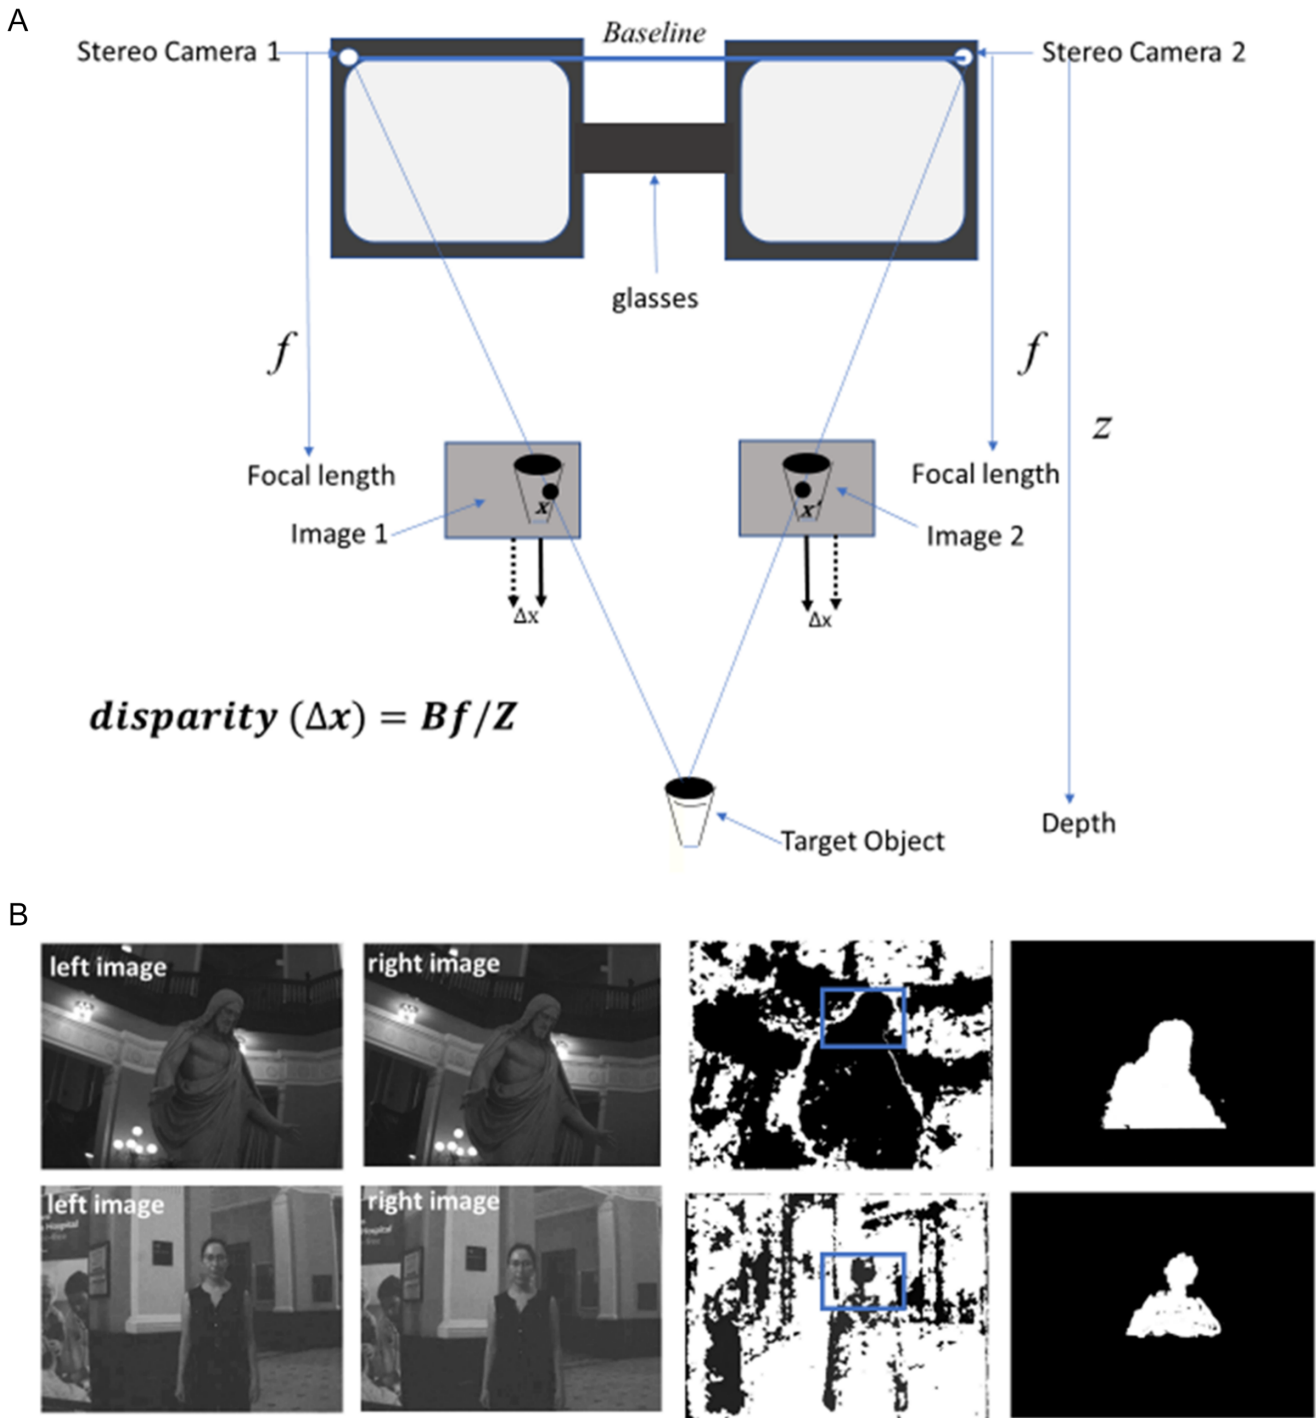 A
Baseline
Stereo Camera 1
Stereo Camera 2
glasses
f
f
z
Focal length
Focal length
Image 1
x
x'
Image 2
Δx
Δx
disparity (Δx) = Bf/Z
Target Object
Depth
B
left image
right image
left image
right image
Hospital